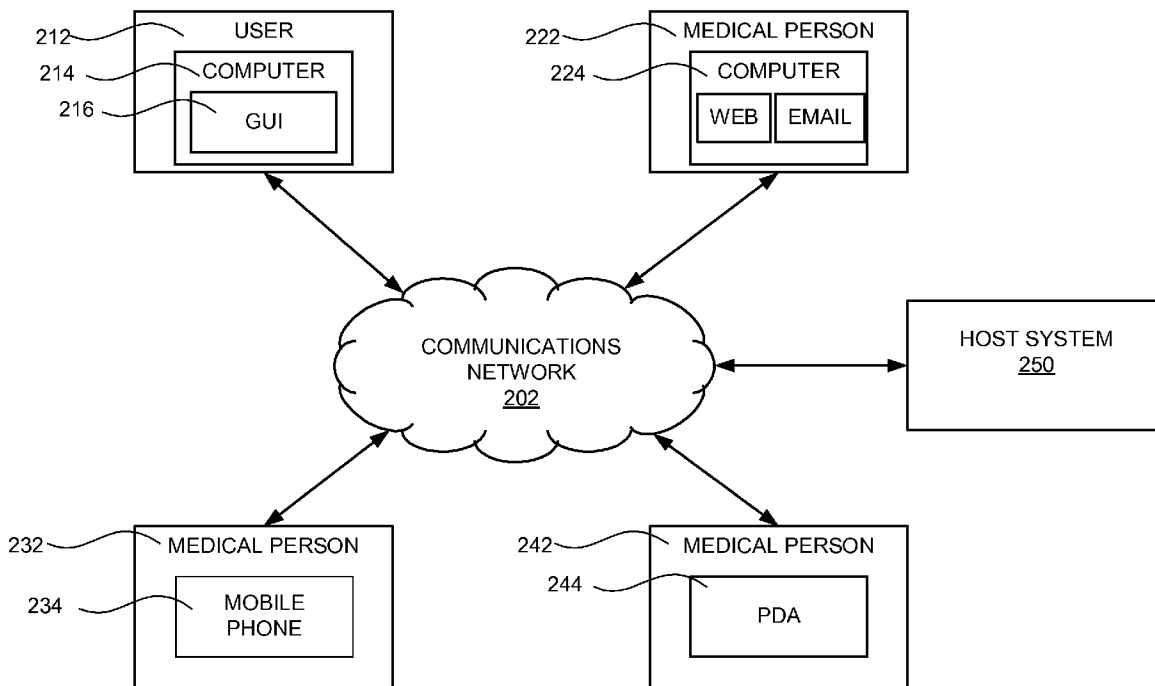 212
USER
214
COMPUTER
216
GUI
222
MEDICAL PERSON
224
COMPUTER
WEB
EMAIL
COMMUNICATIONS
NETWORK
202
HOST SYSTEM
250
232
MEDICAL PERSON
234
MOBILE
PHONE
242
MEDICAL PERSON
244
PDA